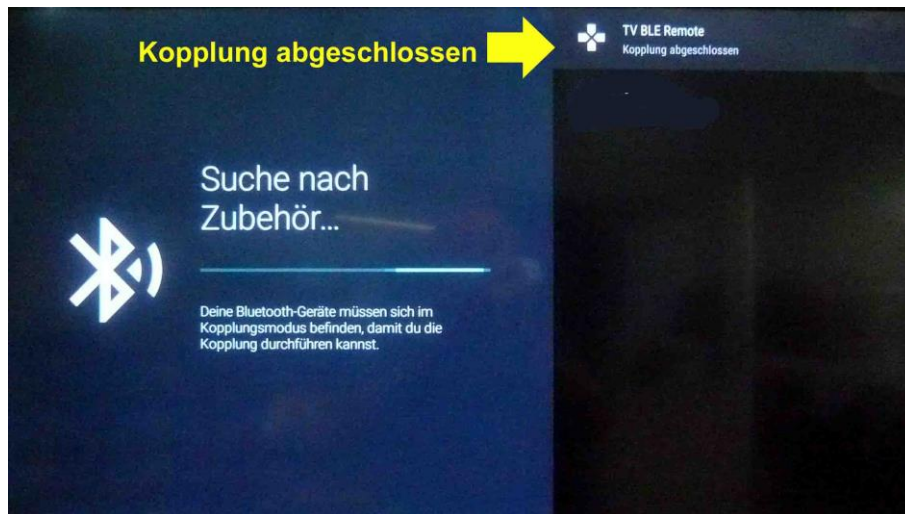 Kopplung abgeschlossen
TV BLE Remote
Kopplung abgeschlossen
Suche nach
Zubehör...
Deine Bluetooth-Geräte müssen sich im
Kopplungsmodus befinden, damit du die
Kopplung durchführen kannst.